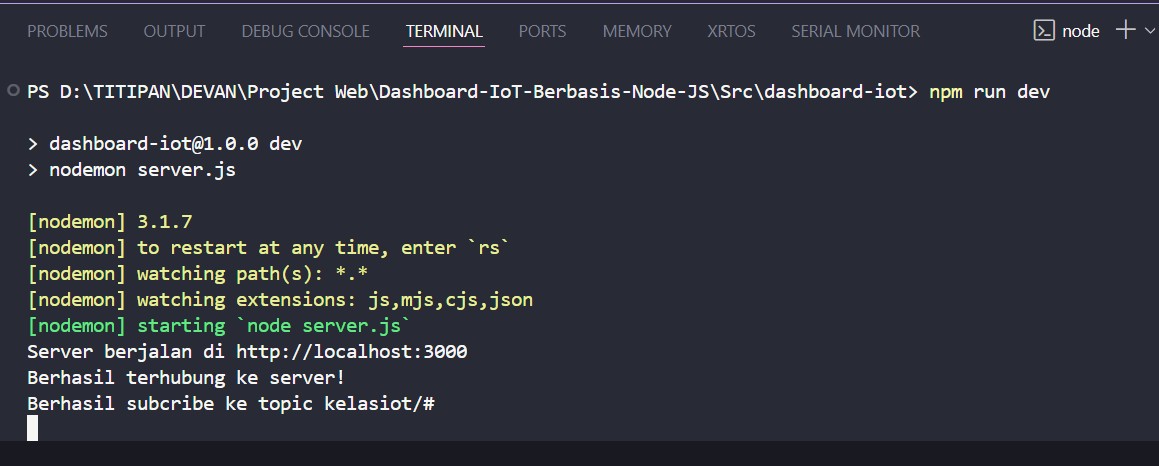 PROBLEMS OUTPUT DEBUG CONSOLE TERMINAL PORTS MEMORY XRTOS SERIAL MONITOR node
PS D:\TITIPAN\DEVAN\Project Web\Dashboard-IoT-Berbasis-Node-JS\Src\dashboard-iot> npm run dev
> dashboard-iot@1.0.0 dev
> nodemon server.js
[nodemon] 3.1.7
[nodemon] to restart at any time, enter `rs`
[nodemon] watching path(s): *.*
[nodemon] watching extensions: js,mjs,cjs,json
[nodemon] starting `node server.js`
Server berjalan di http://localhost:3000
Berhasil terhubung ke server!
Berhasil subcribe ke topic kelasiot/#